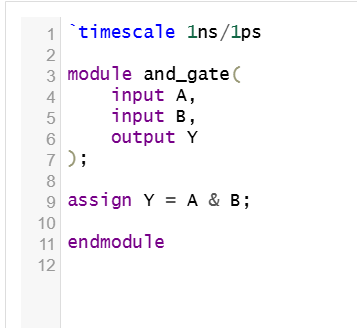 1 `timescale 1ns/1ps
2
3 module and_gate(
4     input A,
5     input B,
6     output Y
7 );
8
9 assign Y = A & B;
10
11 endmodule
12